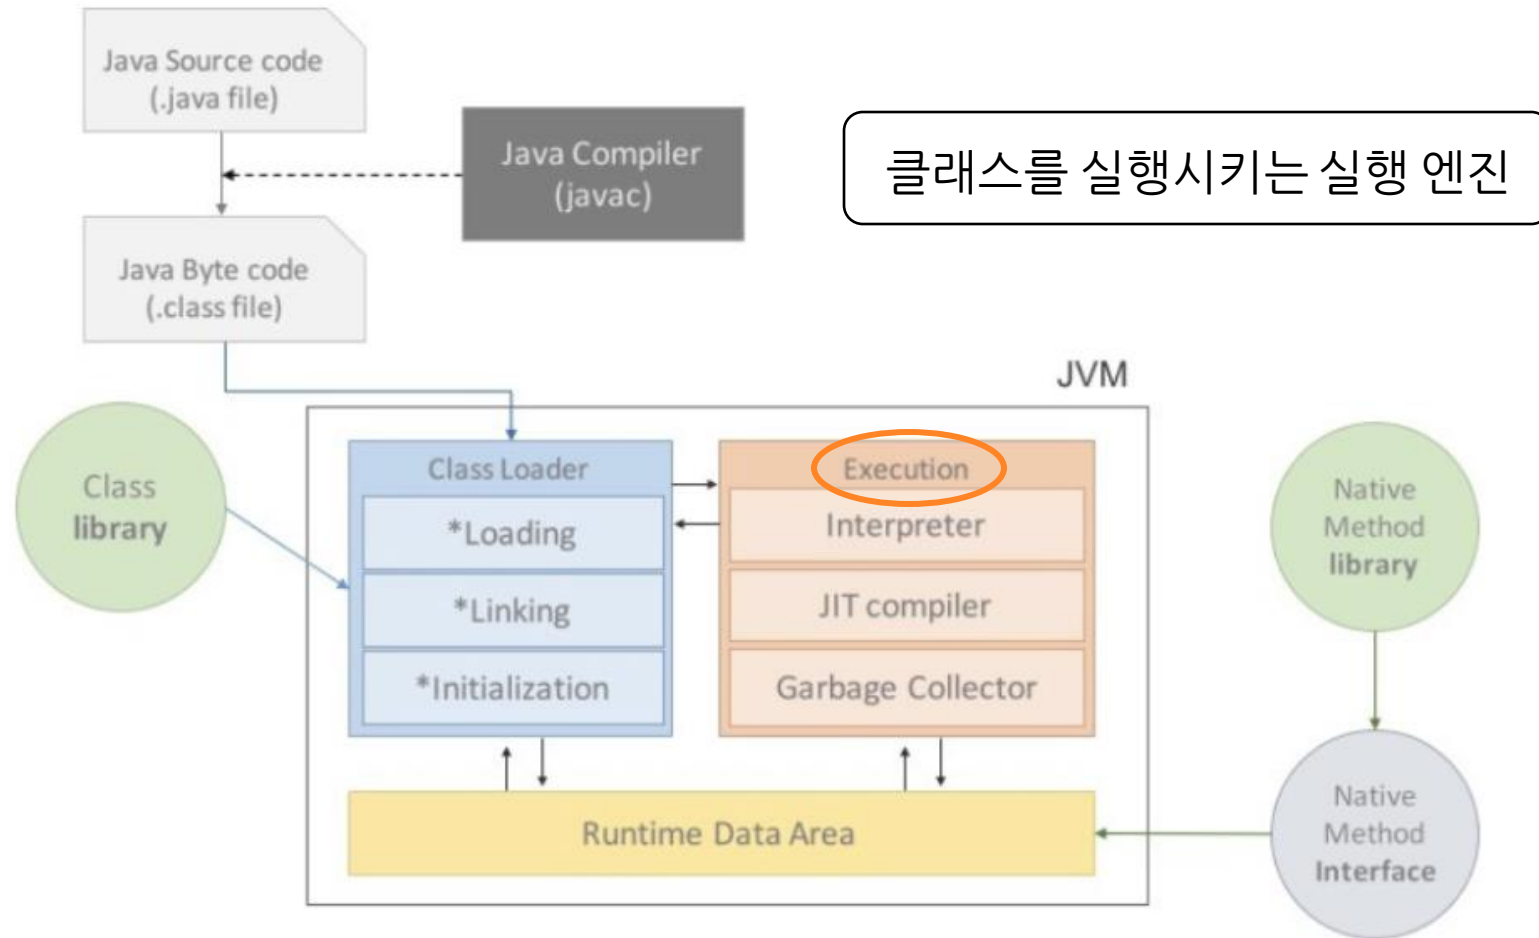 Java Source code
(.java file)
Java Compiler
(javac)
클래스를 실행시키는 실행 엔진
Java Byte code
(.class file)
JVM
Class
library
Class Loader
*Loading
*Linking
*Initialization
Execution
Interpreter
JIT compiler
Garbage Collector
Native
Method
library
Runtime Data Area
Native
Method
Interface